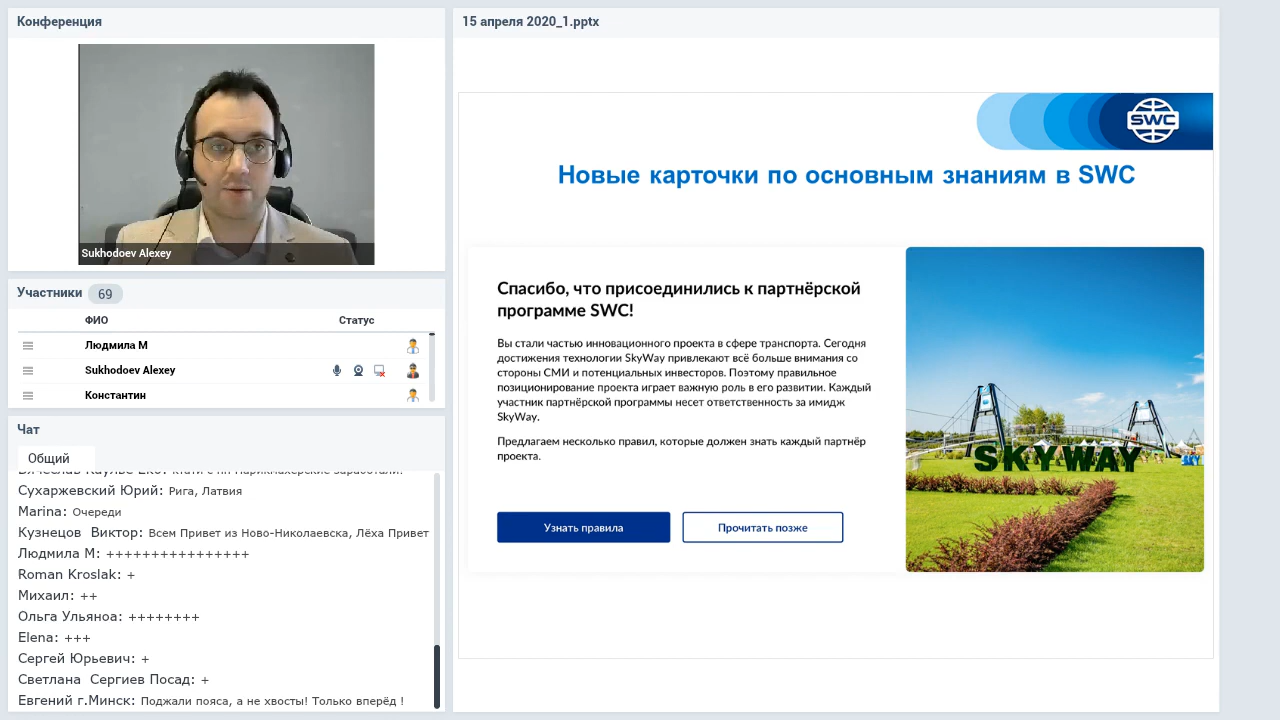 Конференция
Sukhodoev Alexey
Участники 69
ФИО Статус
Людмила М
Sukhodoev Alexey
Константин
Чат
Общий
Сухаржевский Юрий: Рига, Латвия
Marina: Очереди
Кузнецов Виктор: Всем Привет из Ново-Николаевска, Лёха Привет
Людмила М: ++++++++++++++++
Roman Kroslak: +
Михаил: ++
Ольга Ульяноа: ++++++++
Elena: +++
Сергей Юрьевич: +
Светлана Сергиев Посад: +
Евгений г.Минск: Поджали пояса, а не хвосты! Только вперёд !
15 апреля 2020_1.pptx
SWC
Новые карточки по основным знаниям в SWC
Спасибо, что присоединились к партнёрской
программе SWC!
Вы стали частью инновационного проекта в сфере транспорта. Сегодня
достижения технологии SkyWay привлекают всё больше внимания со
стороны СМИ и потенциальных инвесторов. Поэтому правильное
позиционирование проекта играет важную роль в его развитии. Каждый
участник партнёрской программы несет ответственность за имидж
SkyWay.
Предлагаем несколько правил, которые должен знать каждый партнёр
проекта.
Узнать правила
Прочитать позже
SKYWAY